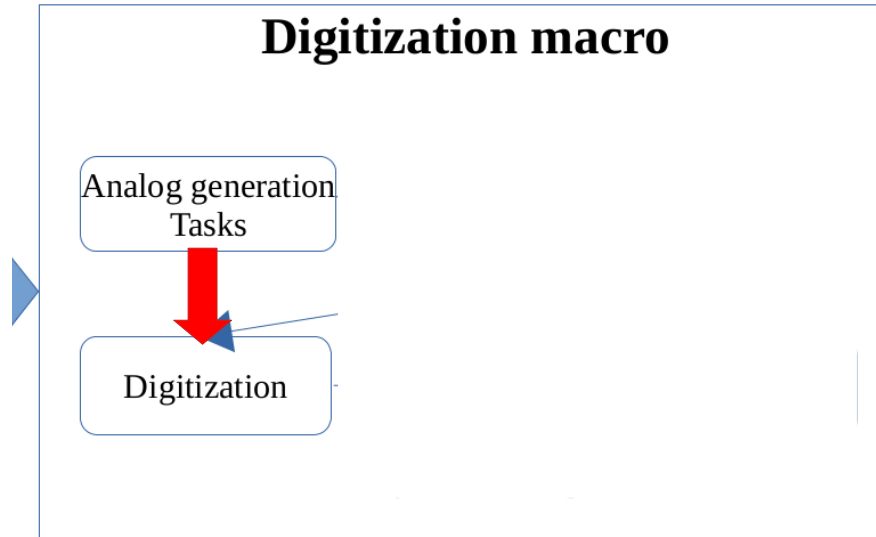 Digitization macro
Analog generation
Tasks
Digitization